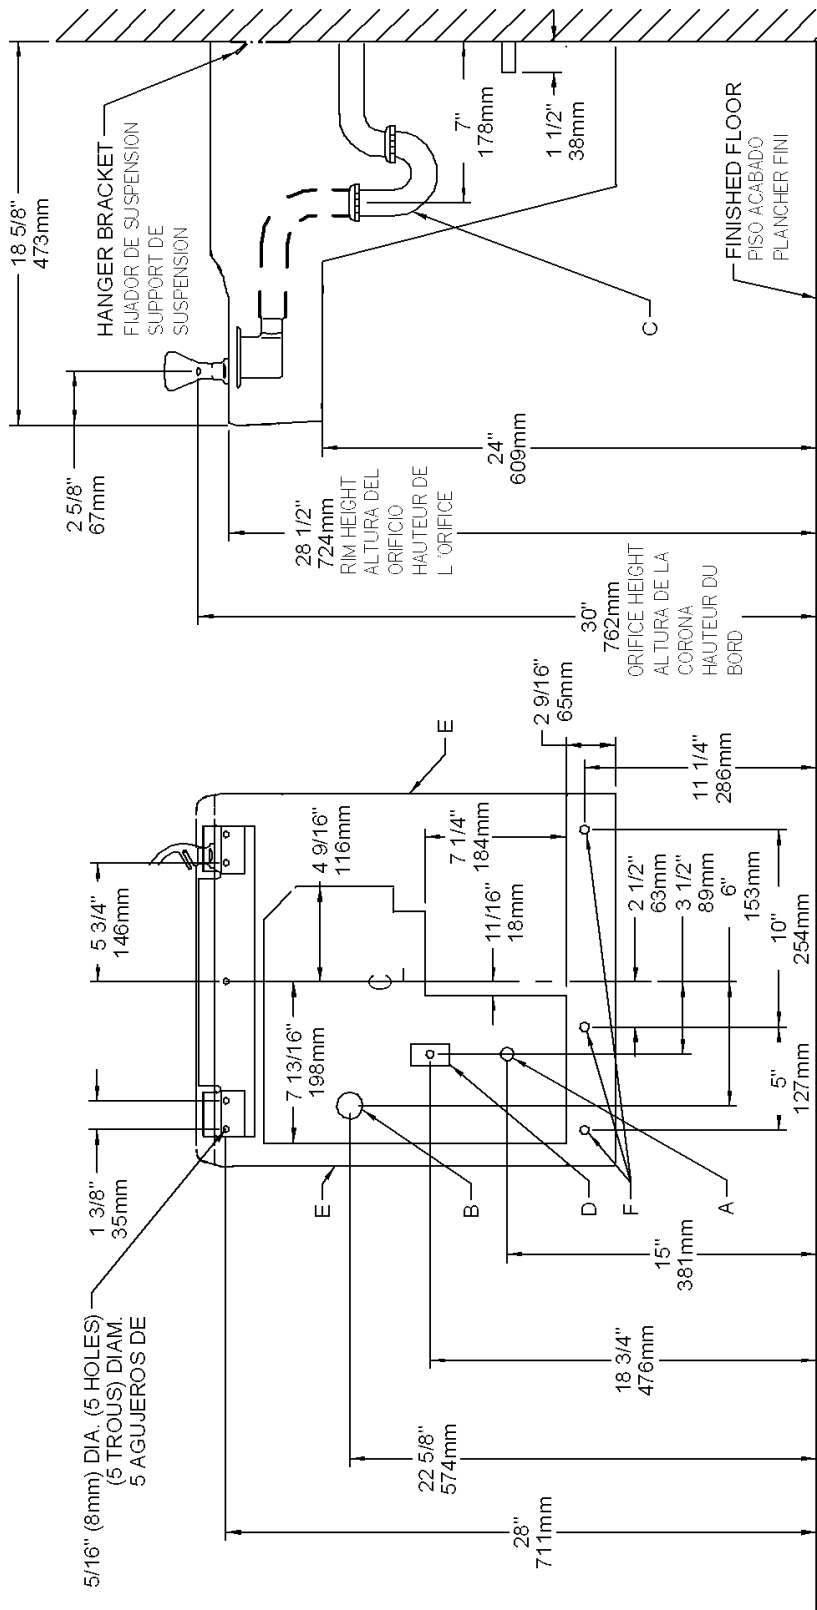 5/16" (8mm) DIA. (5 HOLES)
(5 TROUS) DIAM.
5 AGUJEROS DE
1 3/8"
35mm
5 3/4"
146mm
28"
711mm
22 5/8"
574mm
18 3/4"
476mm
15"
381mm
E
B
D
F
A
7 13/16"
198mm
C
L
4 9/16"
116mm
11/16"
18mm
7 1/4"
184mm
E
2 9/16"
65mm
11 1/4"
286mm
2 1/2"
63mm
3 1/2"
89mm
6"
153mm
10"
254mm
5"
127mm
2 5/8"
67mm
18 5/8"
473mm
HANGER BRACKET
FIJADOR DE SUSPENSION
SUPPORT DE
SUSPENSION
28 1/2"
724mm
RIM HEIGHT
ALTURA DEL
ORIFICIO
HAUTEUR DE
L 'ORIFICE
30"
762mm
ORIFICE HEIGHT
ALTURA DE LA
CORONA
HAUTEUR DU
BORD
24"
609mm
C
7"
178mm
1 1/2"
38mm
FINISHED FLOOR
PISO ACABADO
PLANCHER FINI